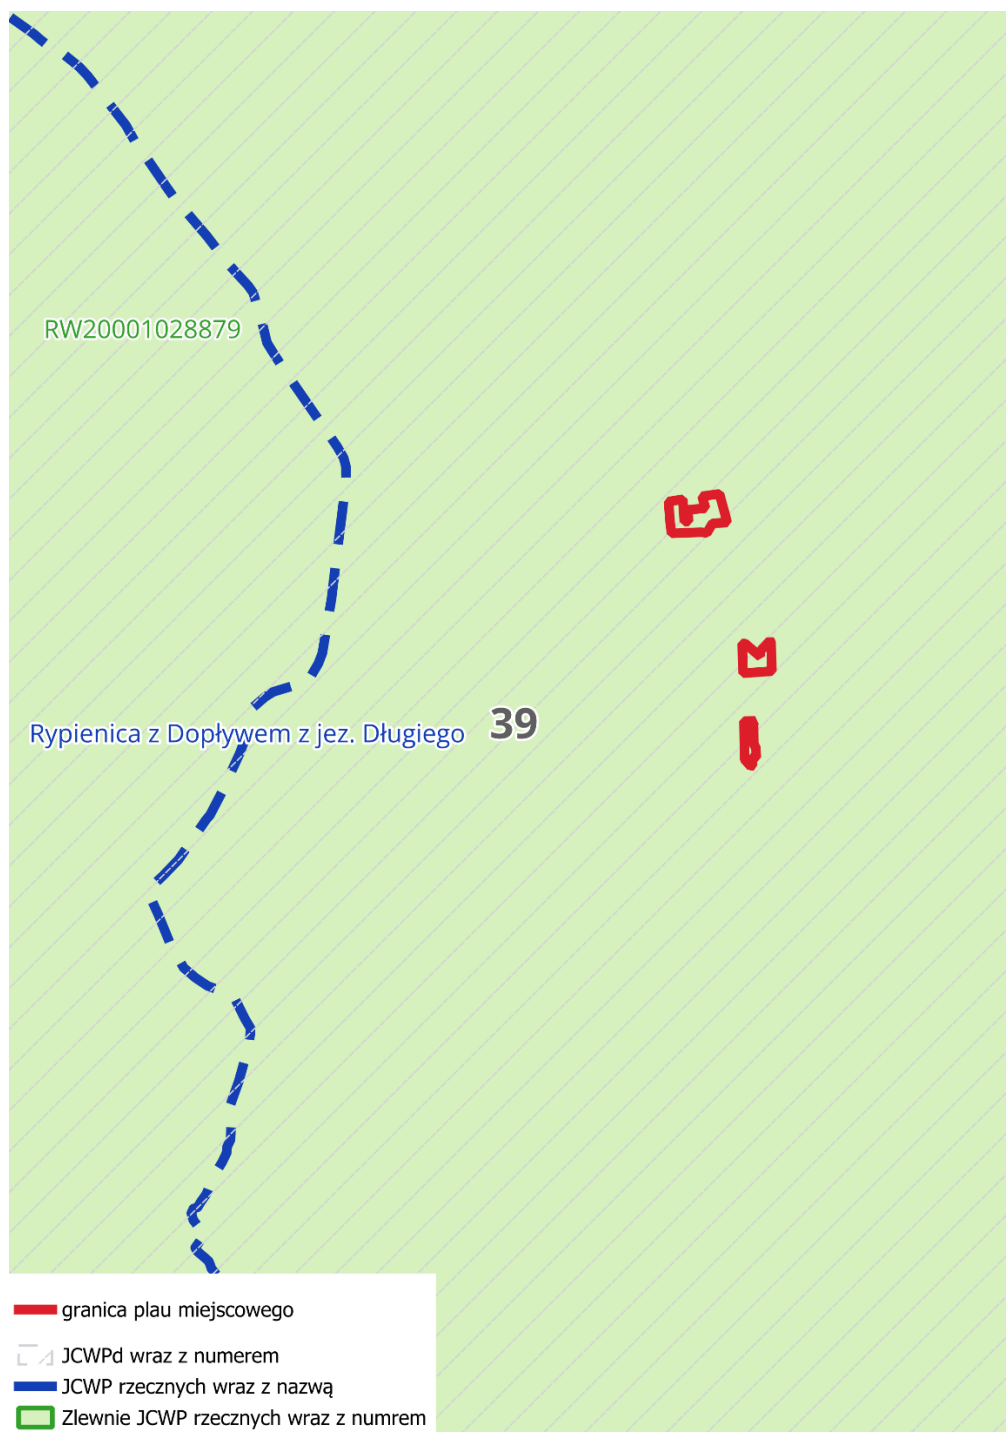 RW20001028879
Rypienica z Dopływem z jez. Długiego
39
granica plau miejscowego
JCWPd wraz z numerem
JCWP rzecznych wraz z nazwą
Zlewnie JCWP rzecznych wraz z numrem